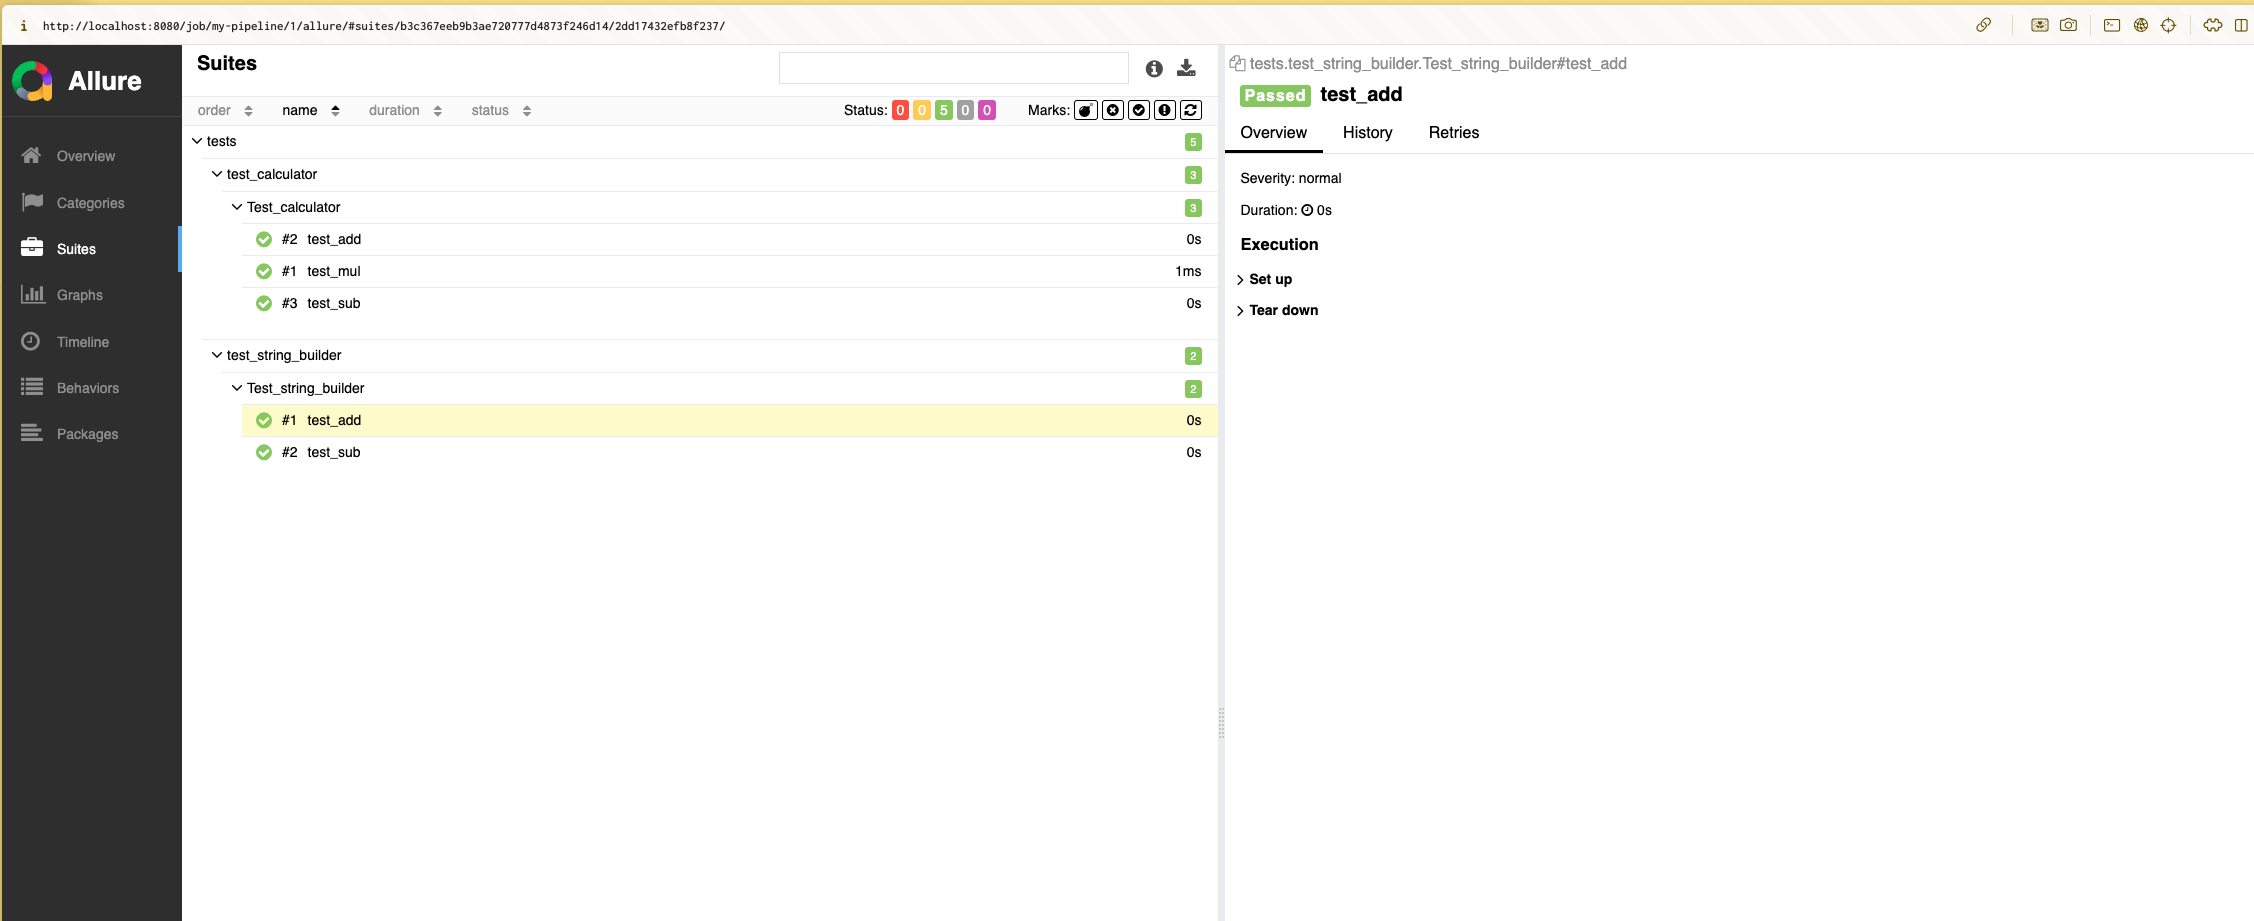 i http://localhost:8080/job/my-pipeline/1/allure/#suites/b3c367eeb9b3ae720777d4873f246d14/2dd17432efb8f237/
Allure
Overview
Categories
Suites
Graphs
Timeline
Behaviors
Packages
Suites
order name duration status Status: 0 0 5 0 0 Marks:
tests 5
test_calculator 3
Test_calculator 3
#2 test_add 0s
#1 test_mul 1ms
#3 test_sub 0s
test_string_builder 2
Test_string_builder 2
#1 test_add 0s
#2 test_sub 0s
tests.test_string_builder.Test_string_builder#test_add
Passed test_add
Overview History Retries
Severity: normal
Duration: 0s
Execution
Set up
Tear down